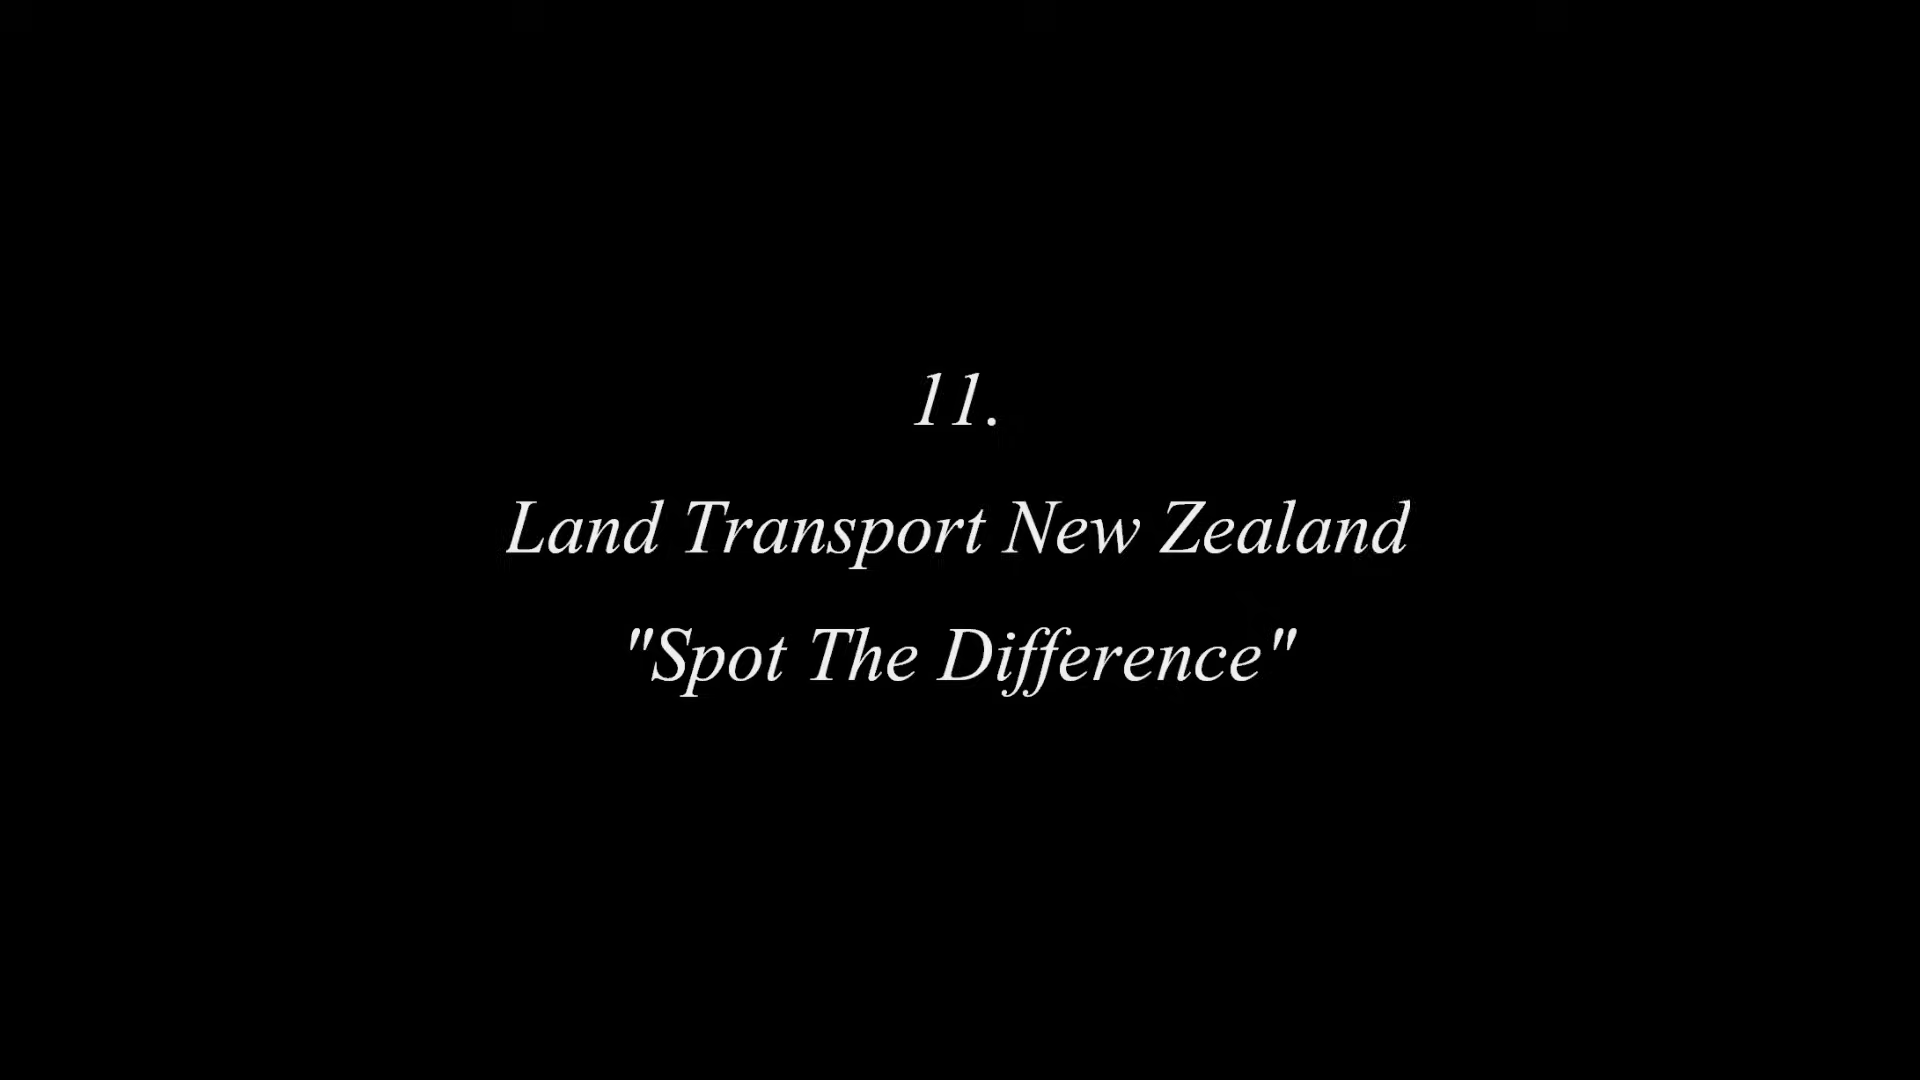 11.
Land Transport New Zealand
"Spot The Difference"